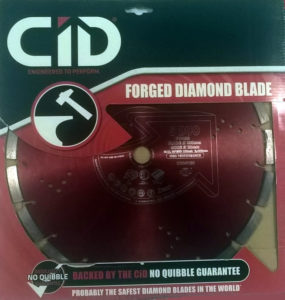 CiD
ENGINEERED TO PERFORM
FORGED DIAMOND BLADE
NO QUIBBLE
BACKED BY THE CiD NO QUIBBLE GUARANTEE
PROBABLY THE SAFEST DIAMOND BLADES IN THE WORLD